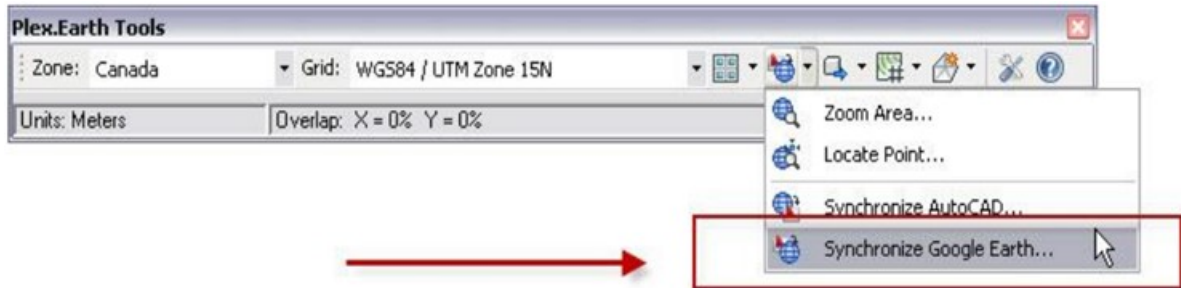 Plex.Earth Tools
Zone: Canada Grid: WGS84 / UTM Zone 15N
Units: Meters Overlap: X = 0% Y = 0%
Zoom Area...
Locate Point...
Synchronize AutoCAD...
Synchronize Google Earth...